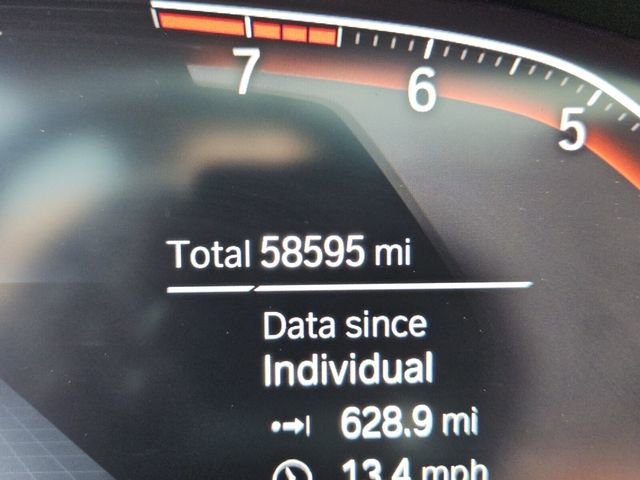 7 6 5
Total 58595 mi
Data since
Individual
628.9 mi
13.4 mph